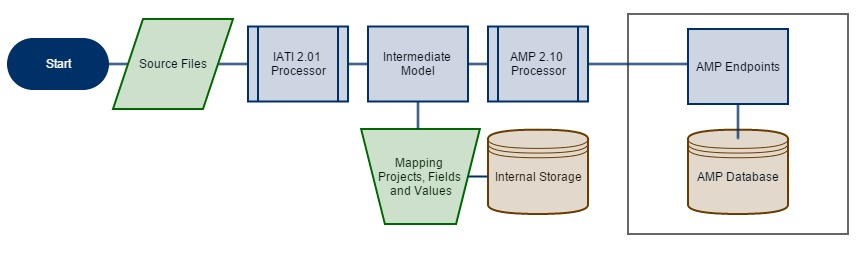 Start
Source Files
IATI 2.01
Processor
Intermediate
Model
AMP 2.10
Processor
AMP Endpoints
Mapping
Projects, Fields
and Values
Internal Storage
AMP Database